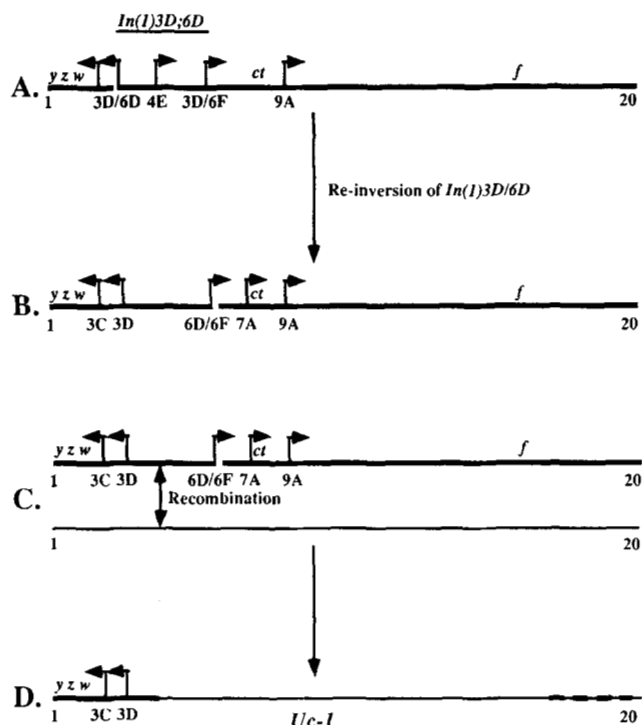 In(1)3D;6D
y z w ct f
A.
1 3D/6D 4E 3D/6F 9A 20
Re-inversion of In(1)3D/6D
y z w ct f
B.
1 3C 3D 6D/6F 7A 9A 20
y z w ct f
1 3C 3D 6D/6F 7A 9A 20
C.
Recombination
1 20
y z w
D.
1 3C 3D Uc-1 20